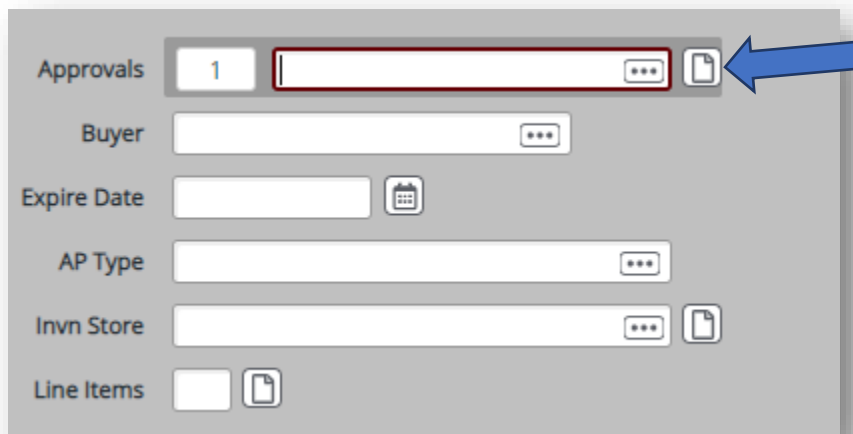 Approvals 1
Buyer
Expire Date
AP Type
Invn Store
Line Items